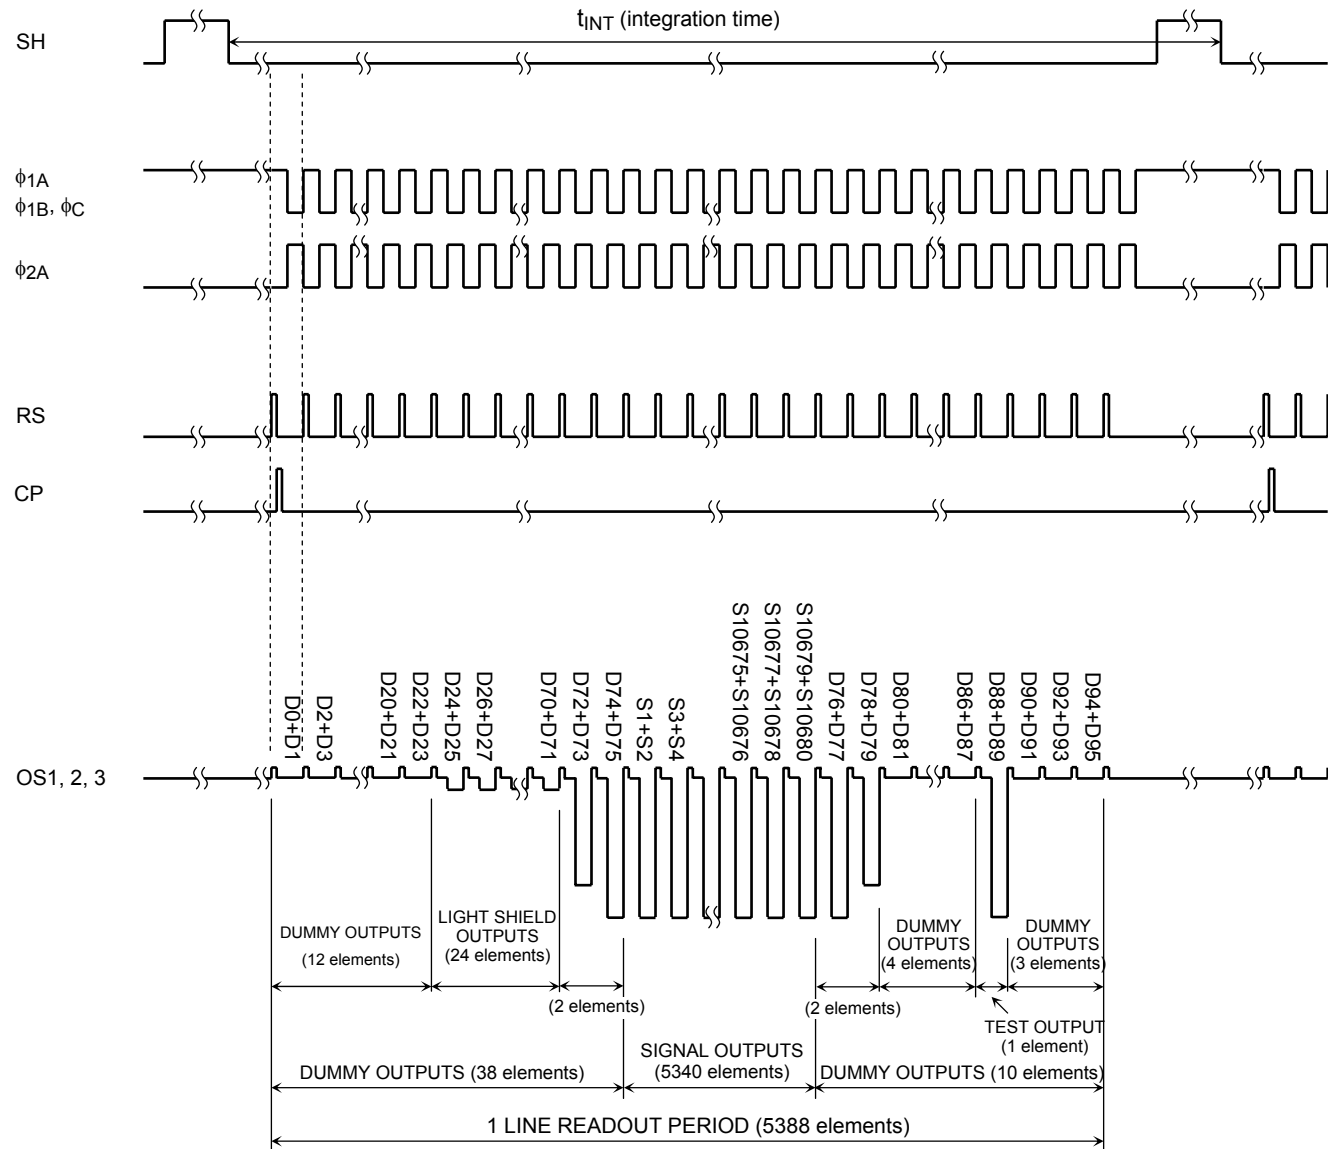 SH
tINT (integration time)
ϕ1A
ϕ1B, ϕC
ϕ2A
RS
CP
OS1, 2, 3
D0+D1
D2+D3
D20+D21
D22+D23
D24+D25
D26+D27
D70+D71
D72+D73
D74+D75
S1+S2
S3+S4
S10675+S10676
S10677+S10678
S10679+S10680
D76+D77
D78+D79
D80+D81
D86+D87
D88+D89
D90+D91
D92+D93
D94+D95
DUMMY OUTPUTS
(12 elements)
LIGHT SHIELD
OUTPUTS
(24 elements)
(2 elements)
(2 elements)
DUMMY
OUTPUTS
(4 elements)
DUMMY
OUTPUTS
(3 elements)
TEST OUTPUT
(1 element)
DUMMY OUTPUTS (38 elements)
SIGNAL OUTPUTS
(5340 elements)
DUMMY OUTPUTS (10 elements)
1 LINE READOUT PERIOD (5388 elements)